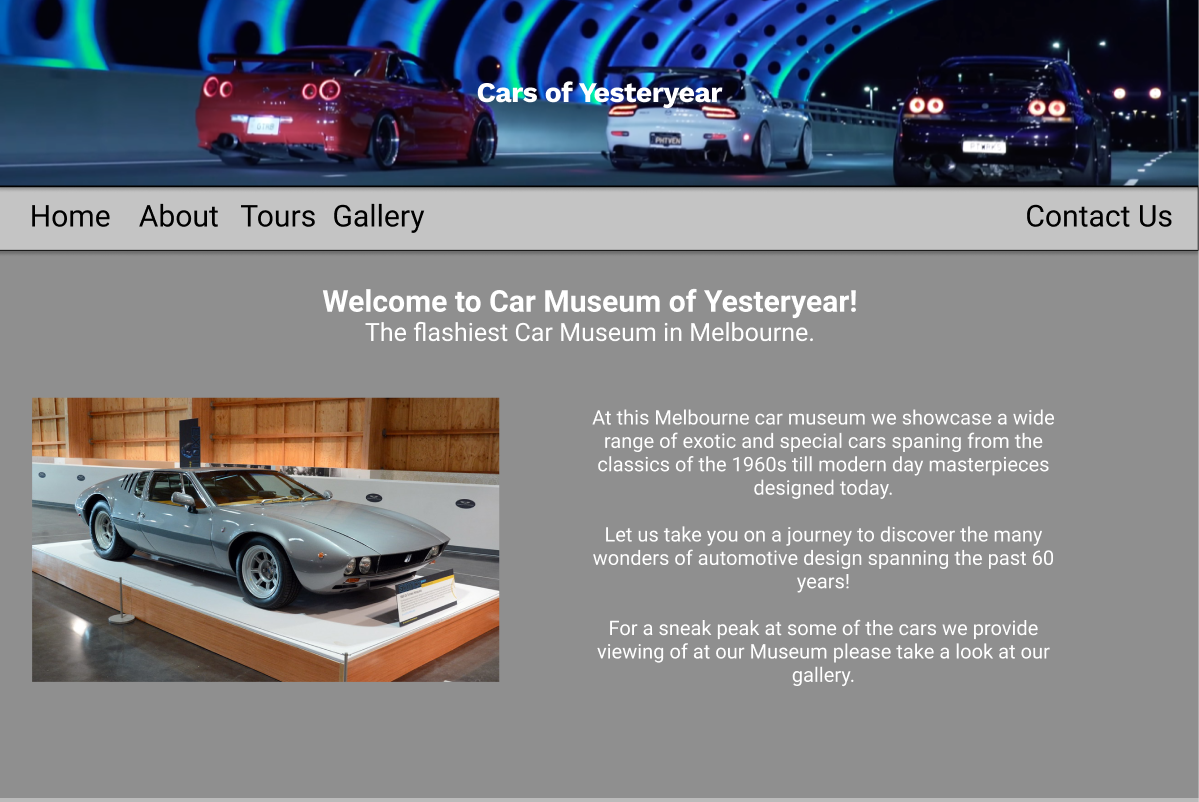 Cars of Yesteryear
PHTVEN
Home About Tours Gallery Contact Us
Welcome to Car Museum of Yesteryear!
The flashiest Car Museum in Melbourne.
At this Melbourne car museum we showcase a wide
range of exotic and special cars spaning from the
classics of the 1960s till modern day masterpieces
designed today.
Let us take you on a journey to discover the many
wonders of automotive design spanning the past 60
years!
For a sneak peak at some of the cars we provide
viewing of at our Museum please take a look at our
gallery.